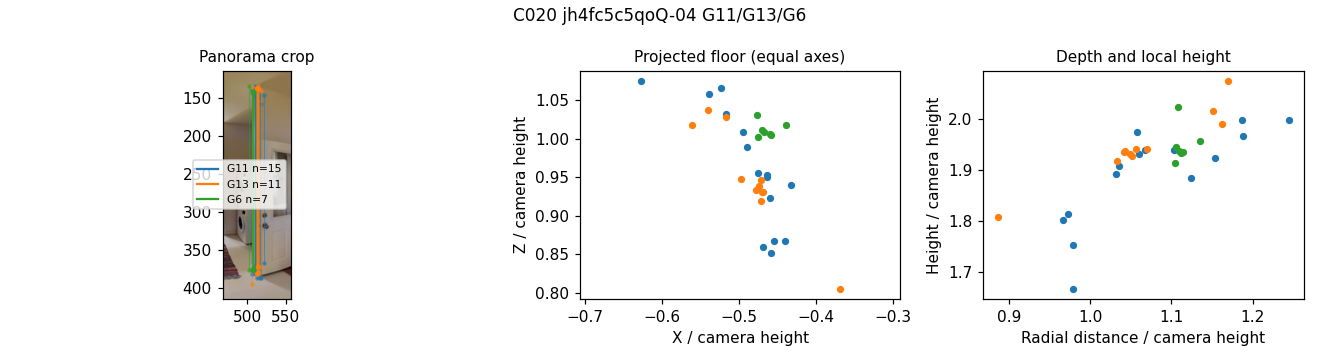 C020 jh4fc5c5qoQ-04 G11/G13/G6
Panorama crop
150
200
250
300
350
400
500 550
G11 n=15
G13 n=11
G6 n=7
Projected floor (equal axes)
Z / camera height
1.05
1.00
0.95
0.90
0.85
0.80
−0.7 −0.6 −0.5 −0.4 −0.3
X / camera height
Depth and local height
Height / camera height
2.0
1.9
1.8
1.7
0.9 1.0 1.1 1.2
Radial distance / camera height